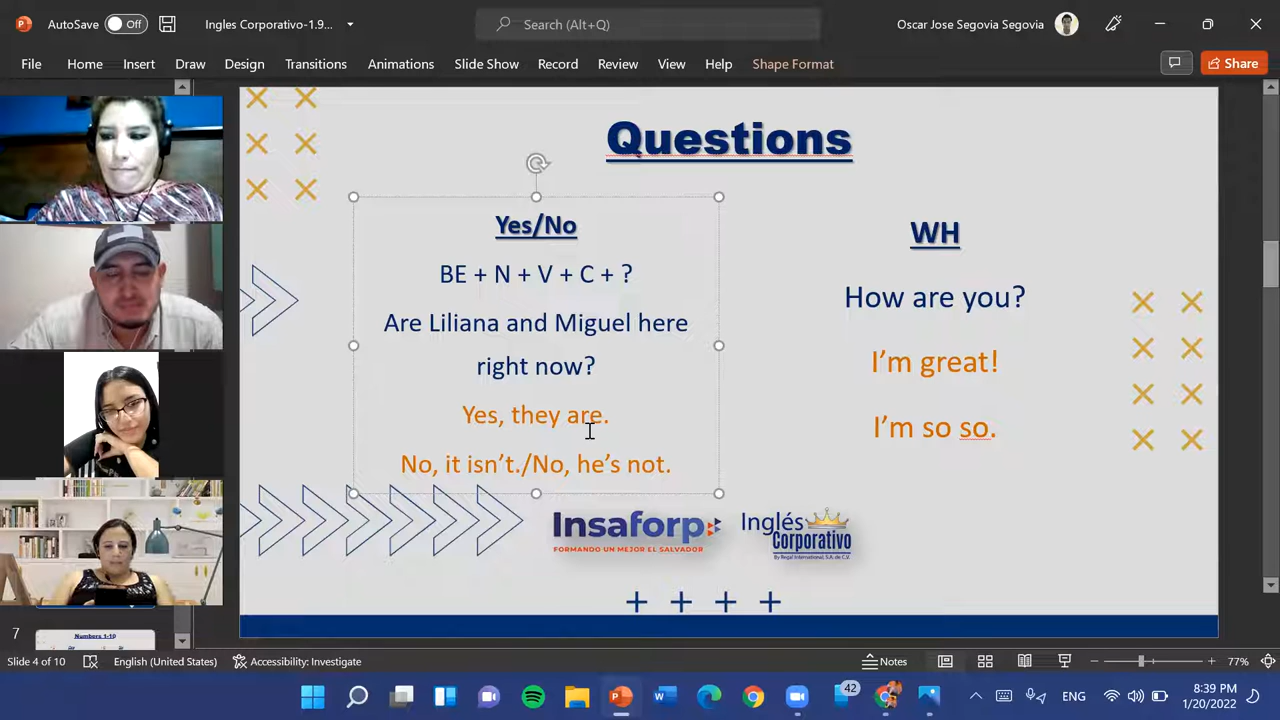 AutoSave Off Ingles Corporativo-1.9... Search (Alt+Q) Oscar Jose Segovia Segovia
File Home Insert Draw Design Transitions Animations Slide Show Record Review View Help Shape Format Share
Questions
Yes/No
BE + N + V + C + ?
Are Liliana and Miguel here
right now?
Yes, they are.
No, it isn't./No, he's not.
WH
How are you?
I'm great!
I'm so so.
Insaforp
FORMANDO UN MEJOR EL SALVADOR
Inglés
Corporativo
By Regal International, S.A. de C.V.
+ + + +
7
Numbers 1-10
Slide 4 of 10 English (United States) Accessibility: Investigate Notes 77%
42
ENG
8:39 PM
1/20/2022